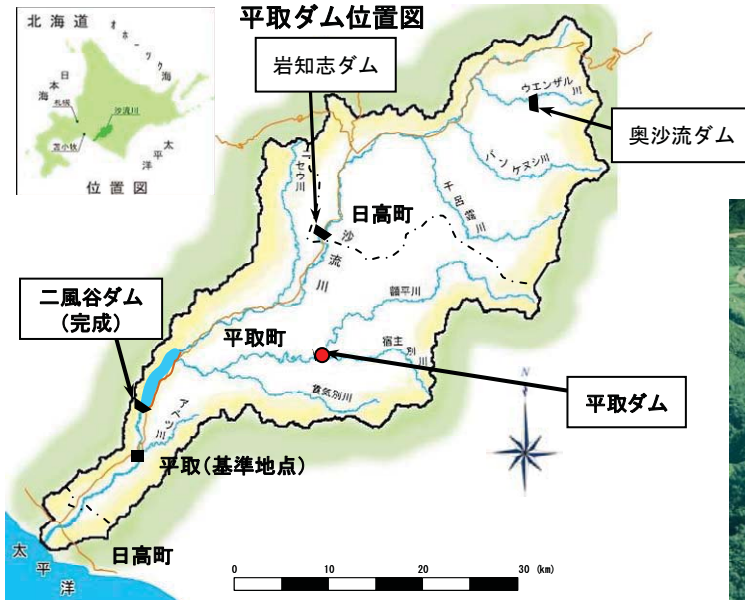 平取ダム位置図
北海道
オホーツク海
日本海
札幌
沙流川
苫小牧
太平洋
位置図
岩知志ダム
ウエンザル川
奥沙流ダム
パンケヌシ川
ニセウ川
千呂露川
日高町
沙流川
額平川
二風谷ダム
(完成)
平取町
宿主別川
貫気別川
平取ダム
アベツ川
N
平取(基準地点)
日高町
太平洋
0 10 20 30 (km)